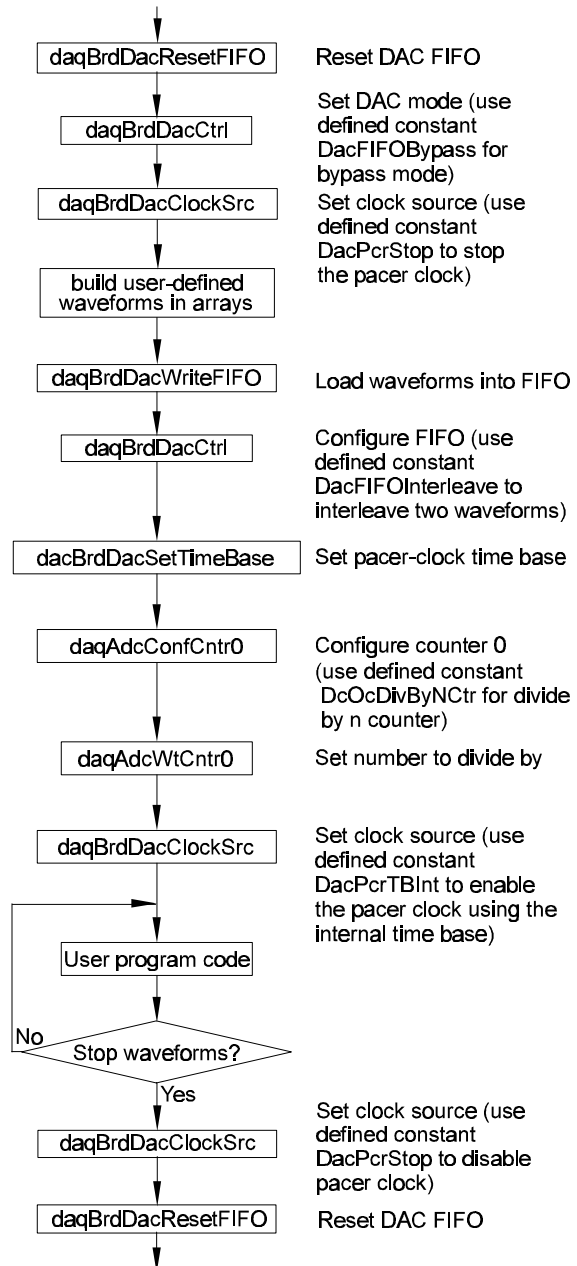 daqBrdDacResetFIFO
Reset DAC FIFO
daqBrdDacCtrl
Set DAC mode (use
defined constant
DacFIFOBypass for
bypass mode)
daqBrdDacClockSrc
Set clock source (use
defined constant
DacPcrStop to stop
the pacer clock)
build user-defined
waveforms in arrays
daqBrdDacWriteFIFO
Load waveforms into FIFO
daqBrdDacCtrl
Configure FIFO (use
defined constant
DacFIFOInterleave to
interleave two waveforms)
dacBrdDacSetTimeBase
Set pacer-clock time base
daqAdcConfCntr0
Configure counter 0
(use defined constant
DcOcDivByNCtr for divide
by n counter)
daqAdcWtCntr0
Set number to divide by
daqBrdDacClockSrc
Set clock source (use
defined constant
DacPcrTBInt to enable
the pacer clock using the
internal time base)
User program code
No
Stop waveforms?
Yes
daqBrdDacClockSrc
Set clock source (use
defined constant
DacPcrStop to disable
pacer clock)
daqBrdDacResetFIFO
Reset DAC FIFO